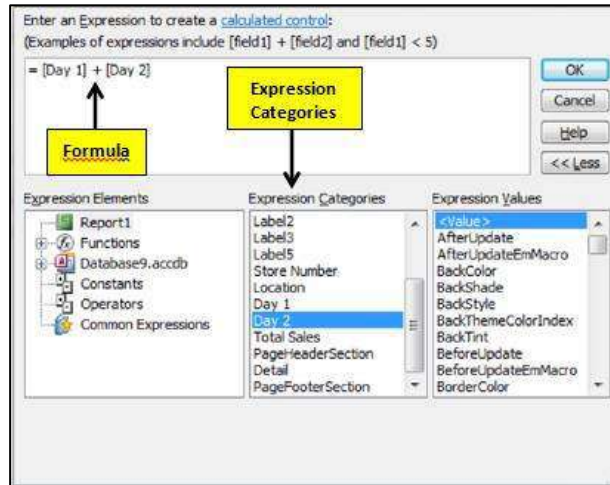 Enter an Expression to create a calculated control:
(Examples of expressions include [field1] + [field2] and [field1] < 5)
= [Day 1] + [Day 2]
Formula
Expression
Categories
OK
Cancel
Help
<< Less
Expression Elements
Report1
Functions
Database9.accdb
Constants
Operators
Common Expressions
Expression Categories
Label2
Label3
Label5
Store Number
Location
Day 1
Day 2
Total Sales
PageHeaderSection
Detail
PageFooterSection
Expression Values
<Value>
AfterUpdate
AfterUpdateEmMacro
BackColor
BackShade
BackStyle
BackThemeColorIndex
BackTint
BeforeUpdate
BeforeUpdateEmMacro
BorderColor